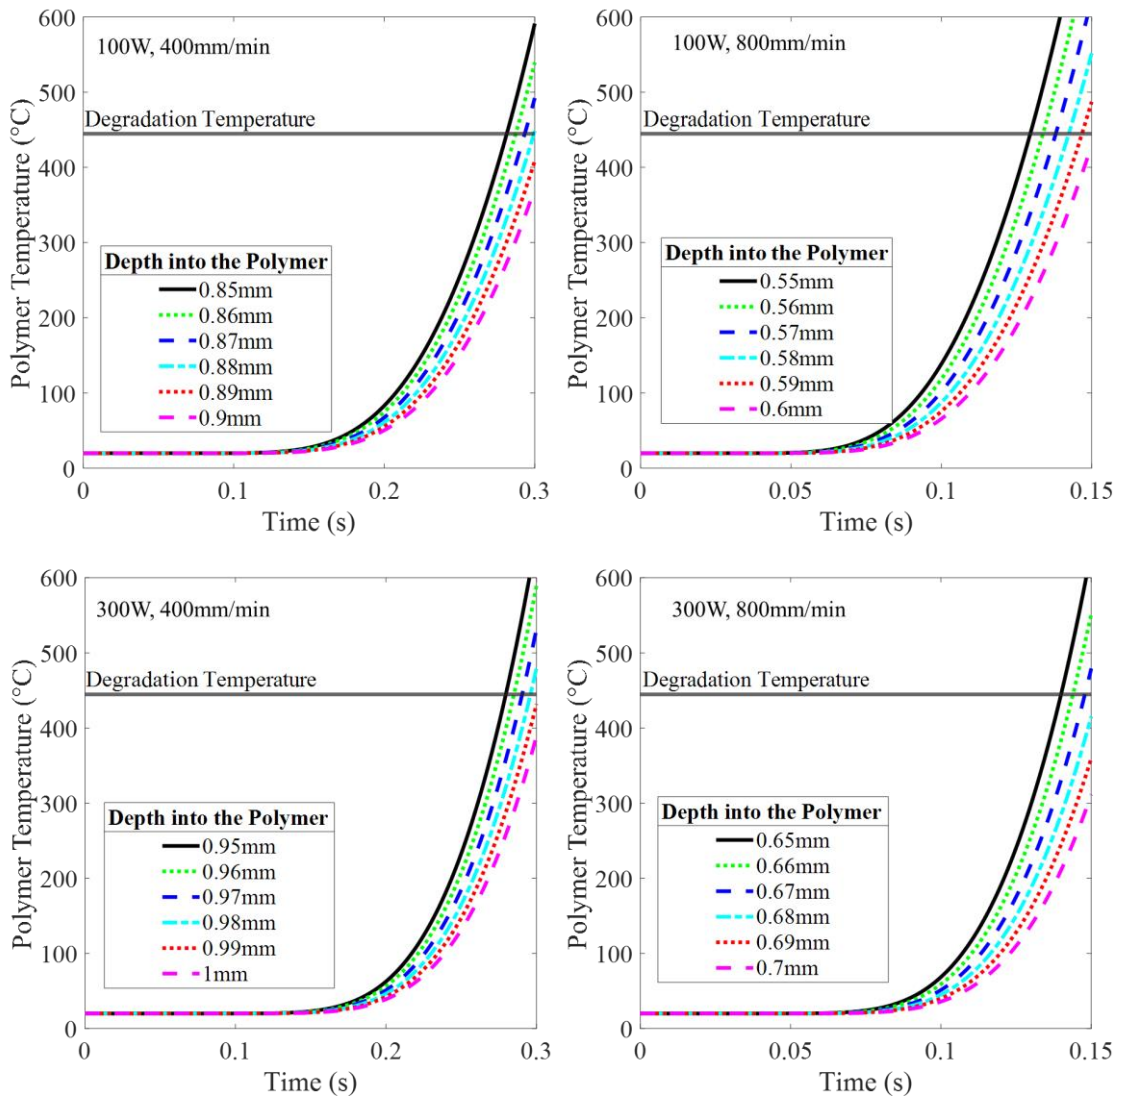 600
500
400
300
200
100
0
Polymer Temperature (°C)
100W, 400mm/min
Degradation Temperature
Depth into the Polymer
0.85mm
0.86mm
0.87mm
0.88mm
0.89mm
0.9mm
0 0.1 0.2 0.3
Time (s)
600
500
400
300
200
100
0
Polymer Temperature (°C)
100W, 800mm/min
Degradation Temperature
Depth into the Polymer
0.55mm
0.56mm
0.57mm
0.58mm
0.59mm
0.6mm
0 0.05 0.1 0.15
Time (s)
600
500
400
300
200
100
0
Polymer Temperature (°C)
300W, 400mm/min
Degradation Temperature
Depth into the Polymer
0.95mm
0.96mm
0.97mm
0.98mm
0.99mm
1mm
0 0.1 0.2 0.3
Time (s)
600
500
400
300
200
100
0
Polymer Temperature (°C)
300W, 800mm/min
Degradation Temperature
Depth into the Polymer
0.65mm
0.66mm
0.67mm
0.68mm
0.69mm
0.7mm
0 0.05 0.1 0.15
Time (s)